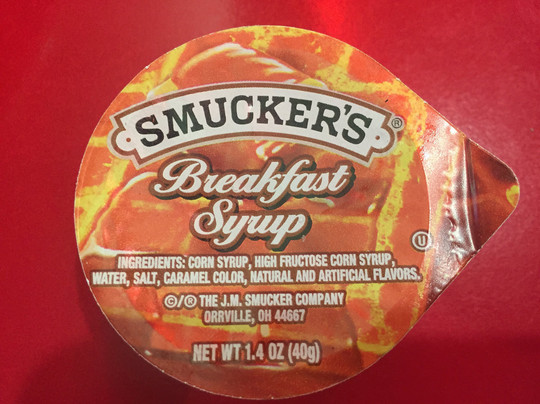 SMUCKER'S®
Breakfast
Syrup
Ⓤ
INGREDIENTS: CORN SYRUP, HIGH FRUCTOSE CORN SYRUP,
WATER, SALT, CARAMEL COLOR, NATURAL AND ARTIFICIAL FLAVORS.
©/® THE J.M. SMUCKER COMPANY
ORRVILLE, OH 44667
NET WT 1.4 OZ (40g)